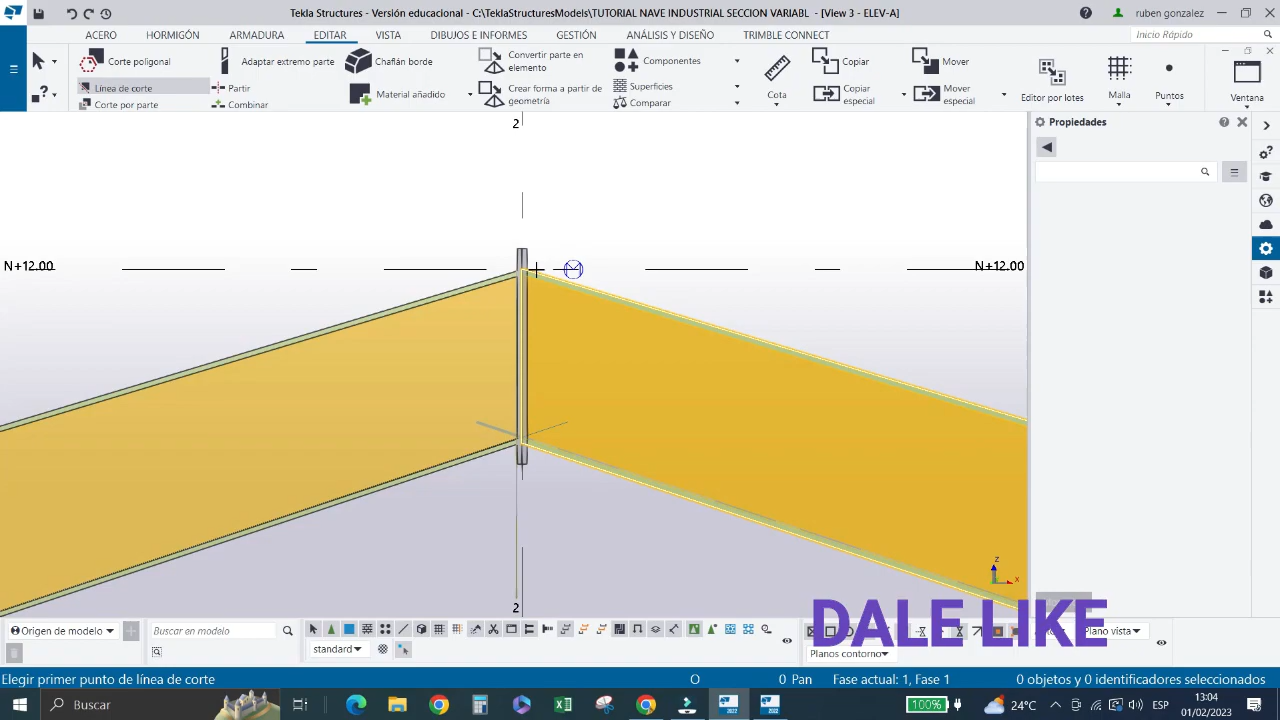 Tekla Structures - Versión educacional - [C:\TeklaStructuresModels\TUTORIAL NAVE INDUSTRIAL SECCION VARIABL - [View 3 - ELEV-A]
ruben gonzalez
ACERO HORMIGÓN ARMADURA EDITAR VISTA DIBUJOS E INFORMES GESTIÓN ANÁLISIS Y DISEÑO TRIMBLE CONNECT
Inicio Rápido
Corte poligonal
Línea de corte
Corte por parte
Partir
Combinar
Adaptar extremo parte
Chaflán borde
Material añadido
Convertir parte en elemento
Crear forma a partir de geometría
Componentes
Superficies
Comparar
Cota
Copiar
Copiar especial
Mover
Mover especial
Editor por lotes
Malla
Puntos
Ventana
Propiedades
2
N+12.00
N+12.00
z
x
2
DALE LIKE
Origen de modelo
Buscar en modelo
standard
Plano vista
Planos contorno
Elegir primer punto de línea de corte
O
0 Pan
Fase actual: 1, Fase 1
0 objetos y 0 identificadores seleccionados
Buscar
100%
24°C
ESP
13:04
01/02/2023